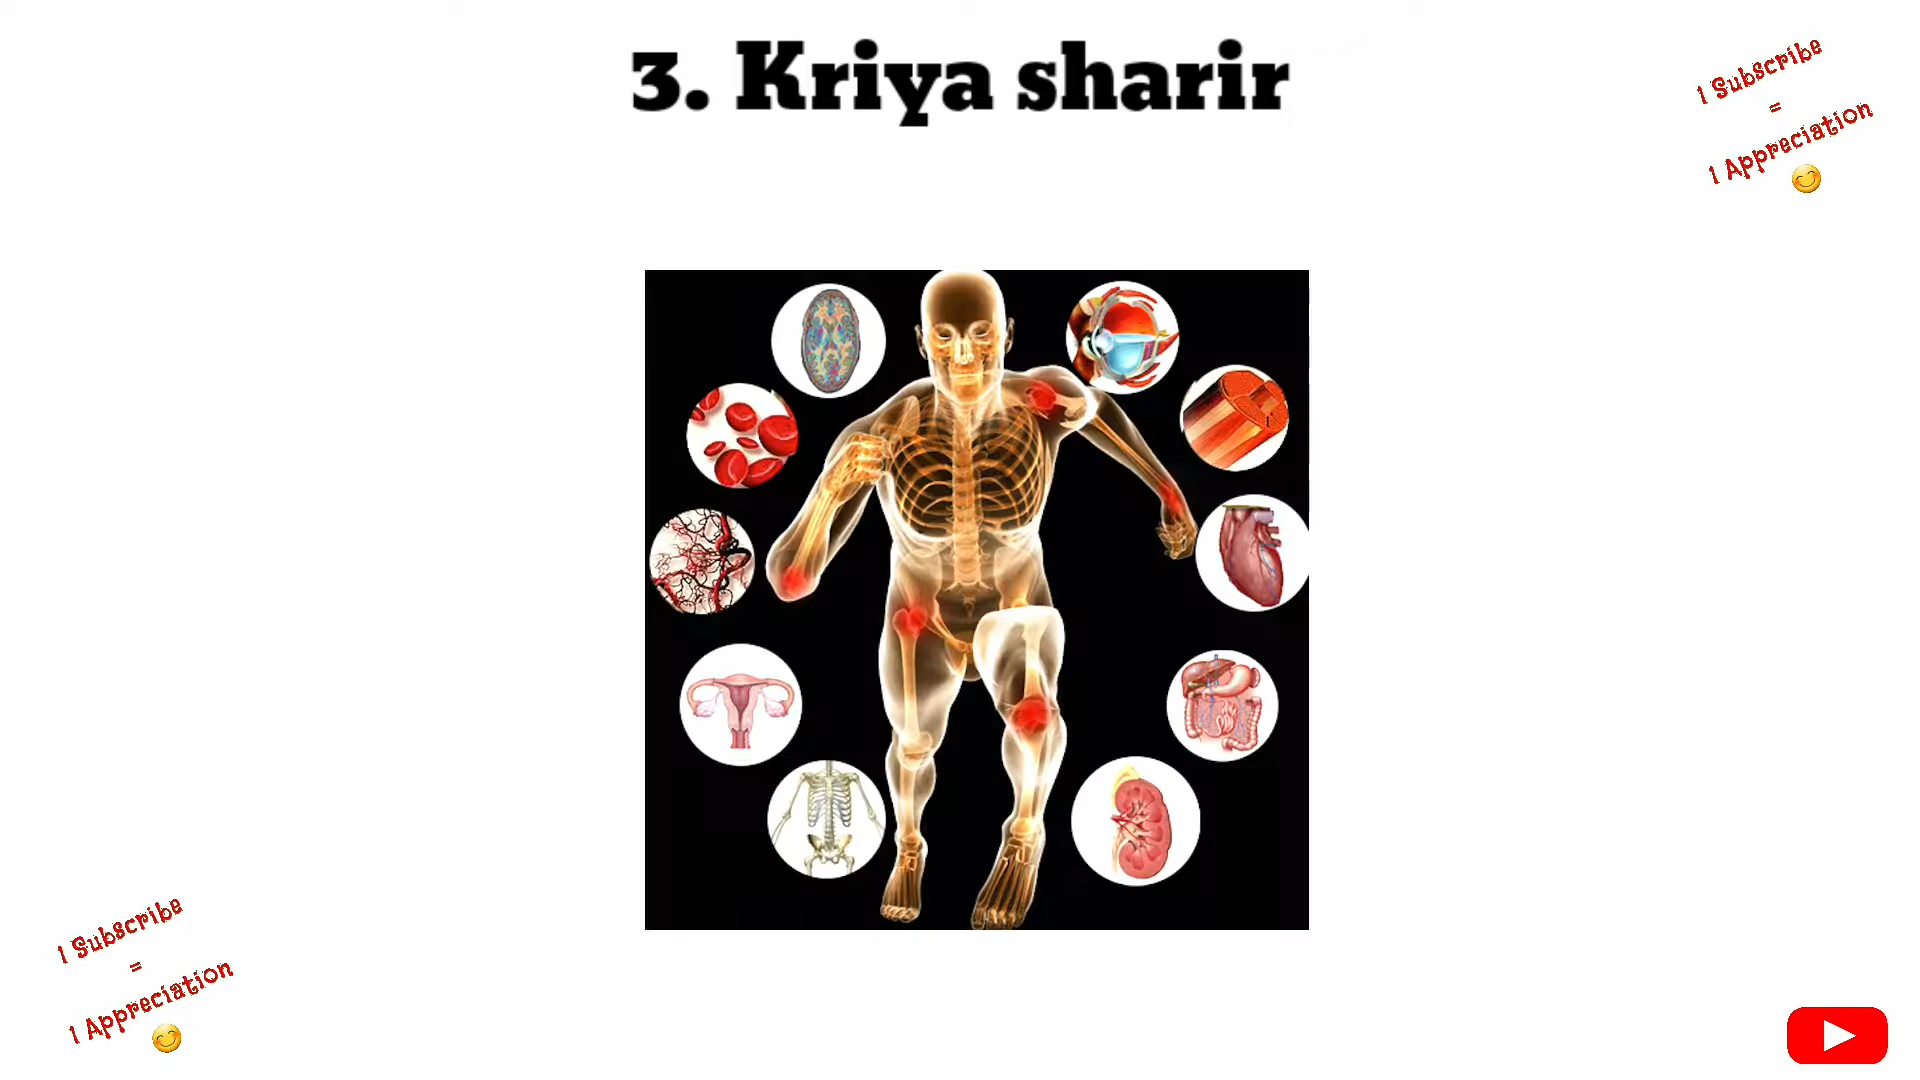 3. Kriya sharir
1 Subscribe
=
1 Appreciation
1 Subscribe
=
1 Appreciation